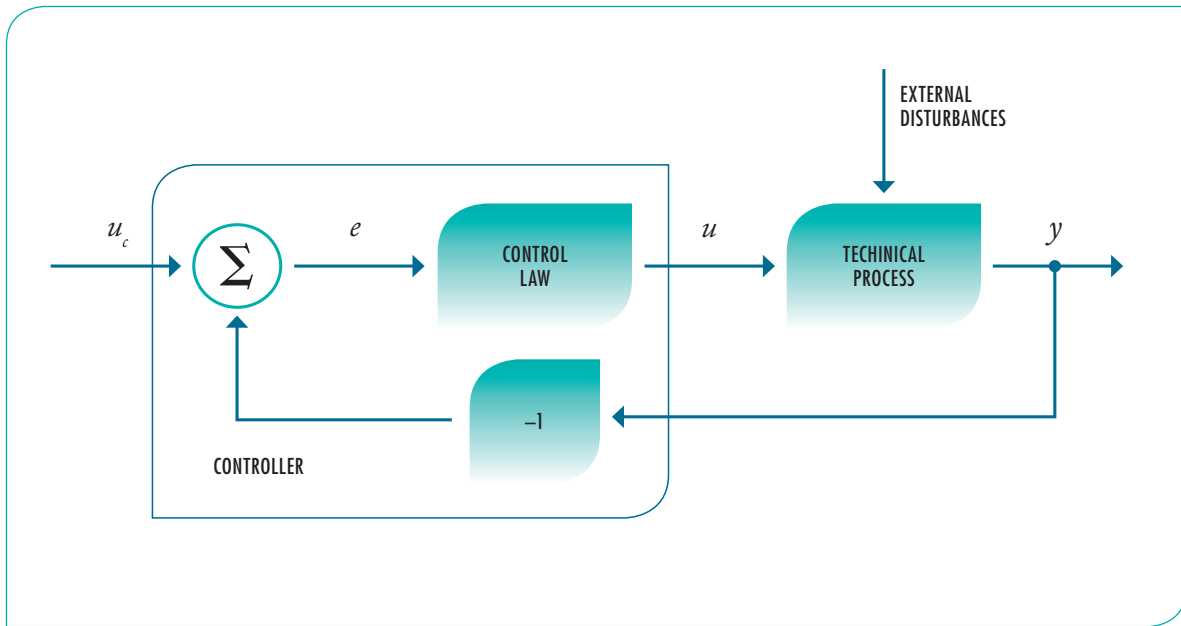 EXTERNAL
DISTURBANCES
u_c
e
u
y
Σ
CONTROL
LAW
TECHINICAL
PROCESS
–1
CONTROLLER